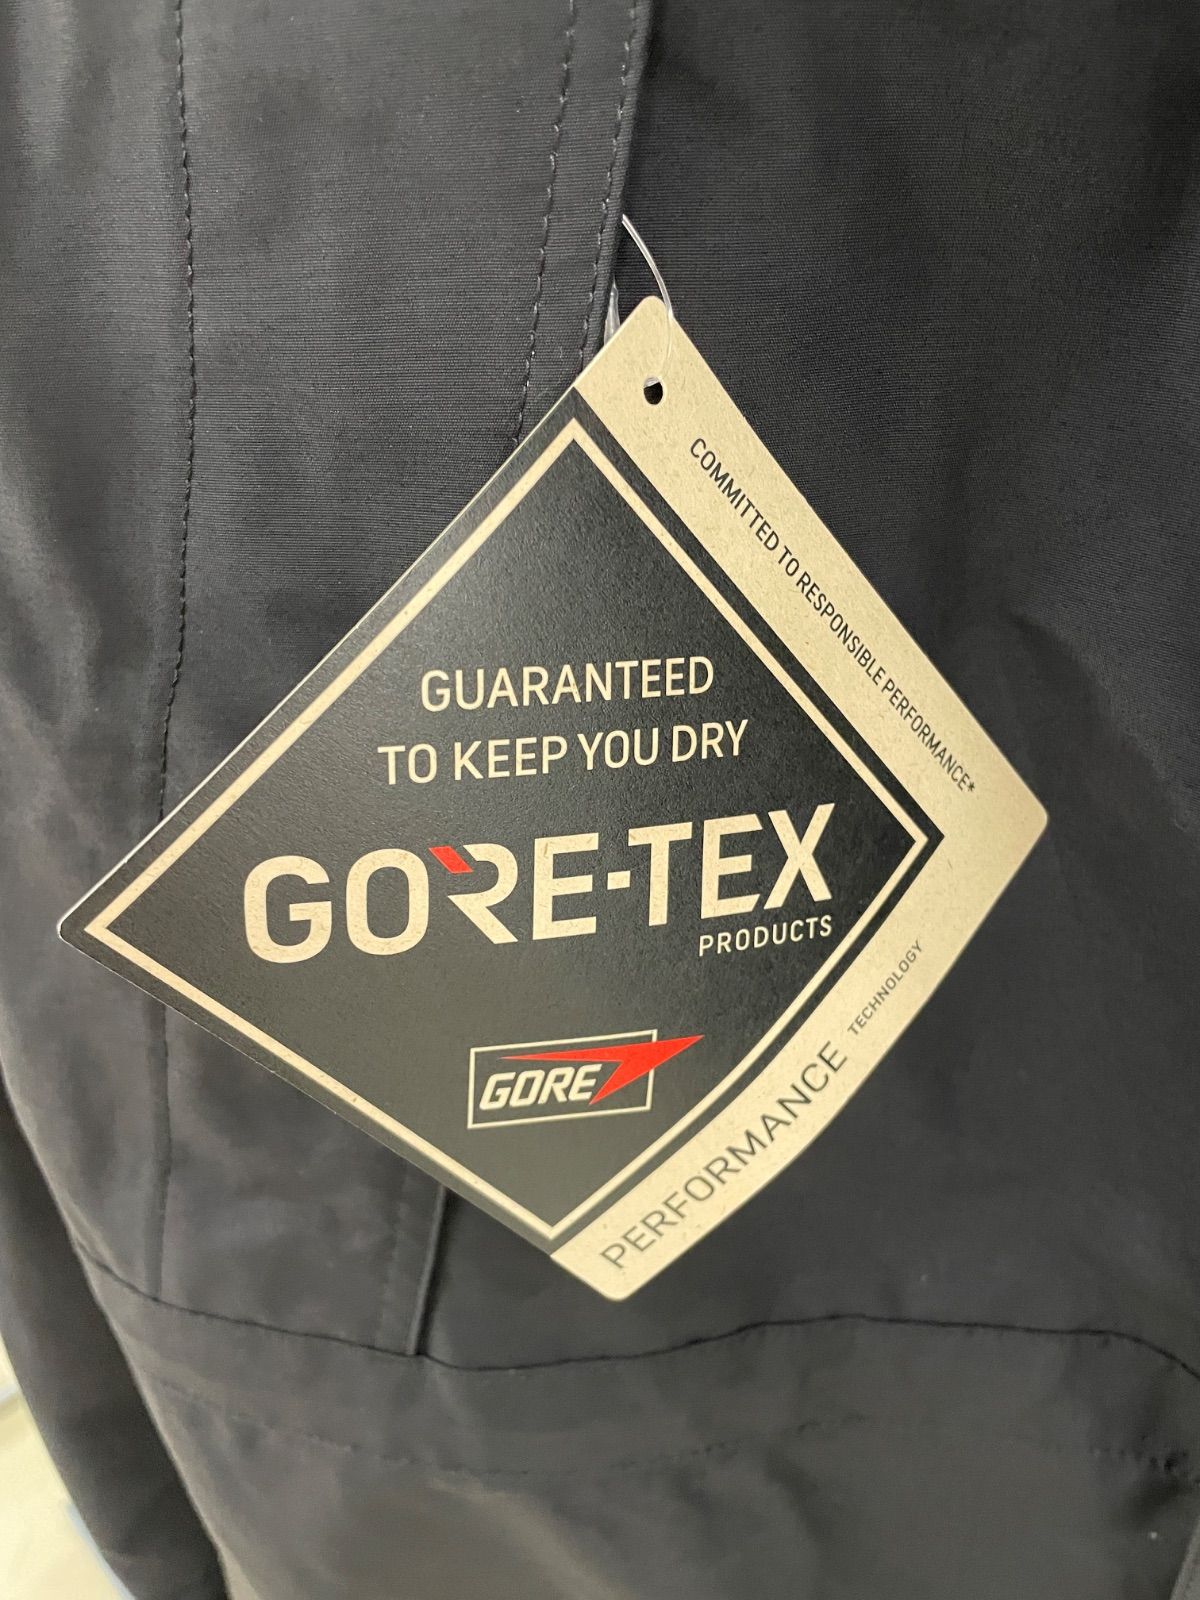 COMMITTED TO RESPONSIBLE PERFORMANCE*
GUARANTEED
TO KEEP YOU DRY
GORE-TEX
PRODUCTS
GORE
PERFORMANCE TECHNOLOGY